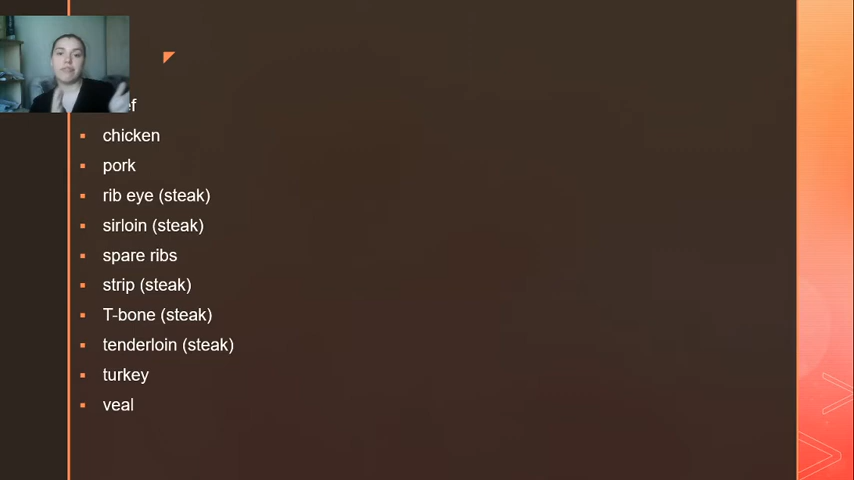 chicken
pork
rib eye (steak)
sirloin (steak)
spare ribs
strip (steak)
T-bone (steak)
tenderloin (steak)
turkey
veal